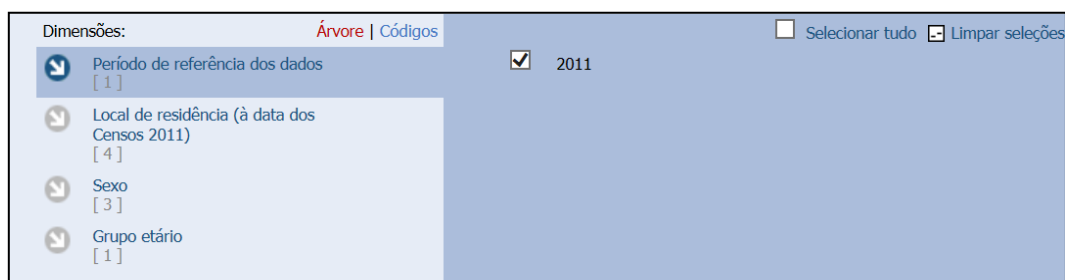 Dimensões: Árvore | Códigos
Selecionar tudo Limpar seleções
Período de referência dos dados
[ 1 ]
2011
Local de residência (à data dos
Censos 2011)
[ 4 ]
Sexo
[ 3 ]
Grupo etário
[ 1 ]